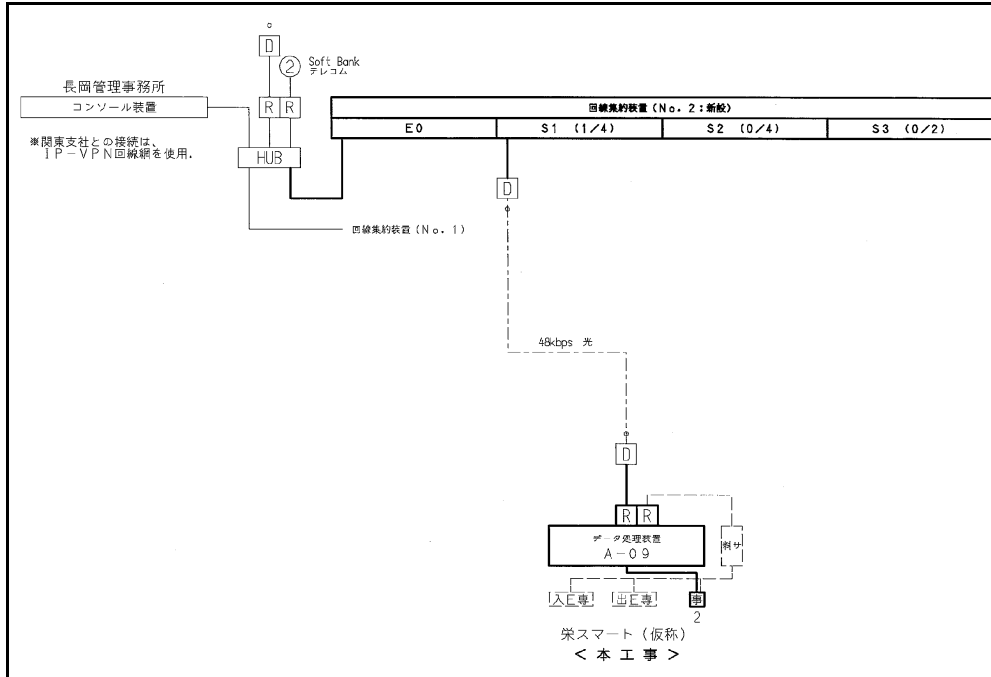 D
②
Soft Bank
テレコム
長岡管理事務所
コンソール装置
R R
※関東支社との接続は、
IP-VPN回線網を使用.
HUB
回線集約装置(No. 2:新設)
E0 S1 (1/4) S2 (0/4) S3 (0/2)
D
回線集約装置(No. 1)
48kbps 光
D
R R
データ処理装置
A-09
料サ
入E専 出E専 事
2
栄スマート(仮称)
<本工事>